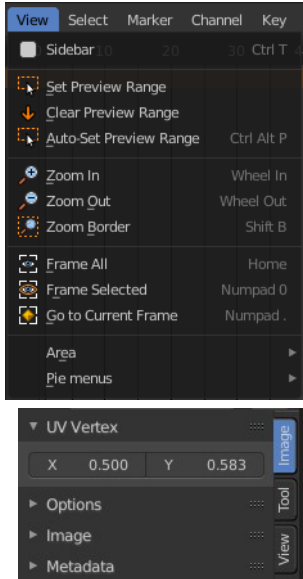 View Select Marker Channel Key
Sidebar Ctrl T
10 20 30
Set Preview Range
Clear Preview Range
Auto-Set Preview Range Ctrl Alt P
Zoom In Wheel In
Zoom Out Wheel Out
Zoom Border Shift B
Frame All Home
Frame Selected Numpad 0
Go to Current Frame Numpad .
Area
Pie menus
UV Vertex
X 0.500 Y 0.583
Options
Image
Metadata
Image
Tool
View